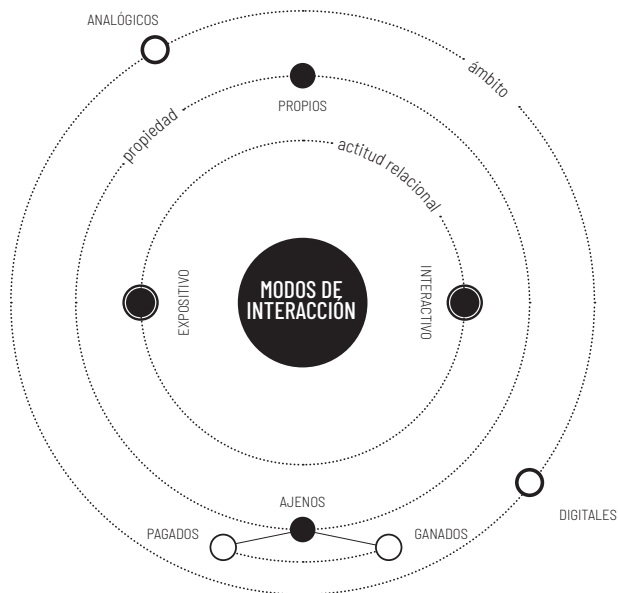 ANALÓGICOS
ámbito
PROPIOS
propiedad
actitud relacional
EXPOSITIVO
MODOS DE
INTERACCIÓN
INTERACTIVO
AJENOS
PAGADOS
GANADOS
DIGITALES